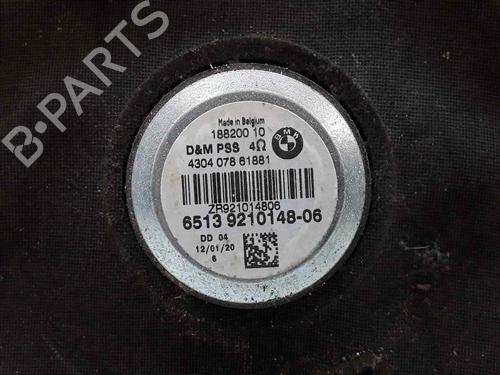 B-PARTS
Made in Belgium
188200 10
BMW
D&M PSS 4Ω
4304 078 61881
ZR921014806
6513 9210148-06
DD 04
12/01/20
6